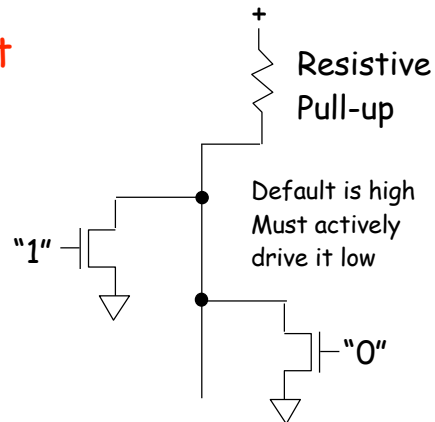 t
+
Resistive
Pull-up
Default is high
Must actively
drive it low
“1”
“0”